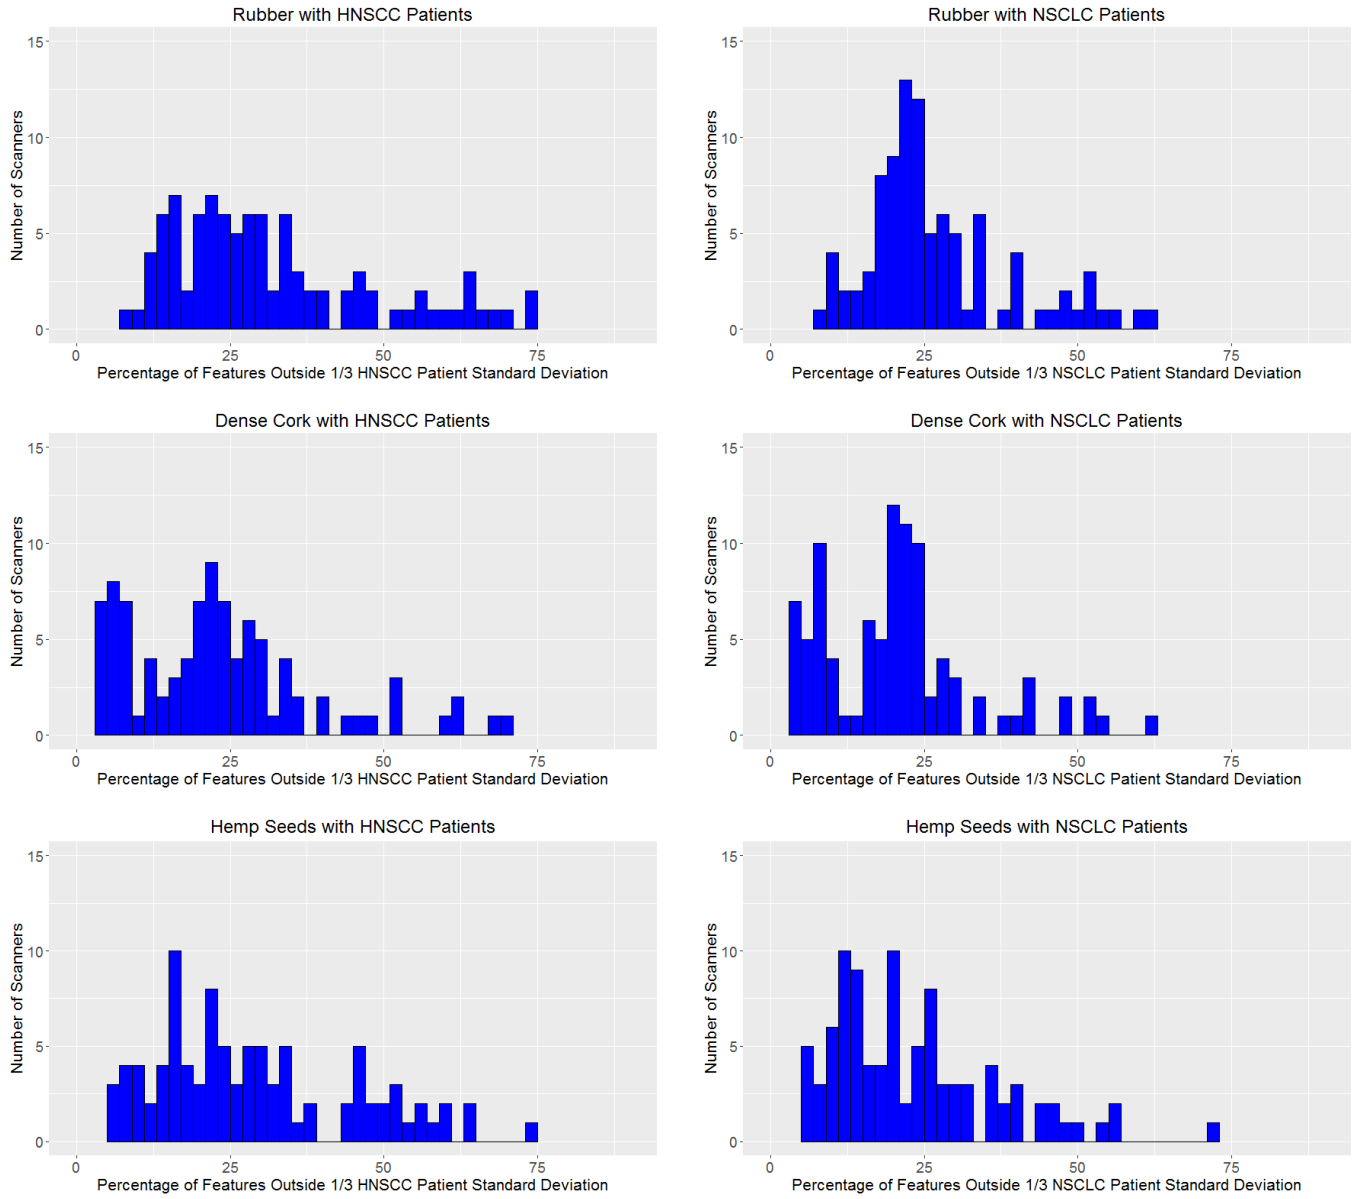 Rubber with HNSCC Patients
15
10
5
0
Number of Scanners
0 25 50 75
Percentage of Features Outside 1/3 HNSCC Patient Standard Deviation
Rubber with NSCLC Patients
15
10
5
0
Number of Scanners
0 25 50 75
Percentage of Features Outside 1/3 NSCLC Patient Standard Deviation
Dense Cork with HNSCC Patients
15
10
5
0
Number of Scanners
0 25 50 75
Percentage of Features Outside 1/3 HNSCC Patient Standard Deviation
Dense Cork with NSCLC Patients
15
10
5
0
Number of Scanners
0 25 50 75
Percentage of Features Outside 1/3 NSCLC Patient Standard Deviation
Hemp Seeds with HNSCC Patients
15
10
5
0
Number of Scanners
0 25 50 75
Percentage of Features Outside 1/3 HNSCC Patient Standard Deviation
Hemp Seeds with NSCLC Patients
15
10
5
0
Number of Scanners
0 25 50 75
Percentage of Features Outside 1/3 NSCLC Patient Standard Deviation